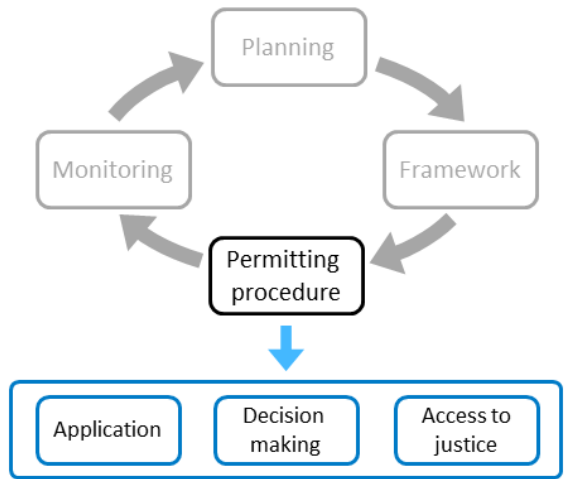 Planning
Monitoring
Framework
Permitting
procedure
Application
Decision
making
Access to
justice